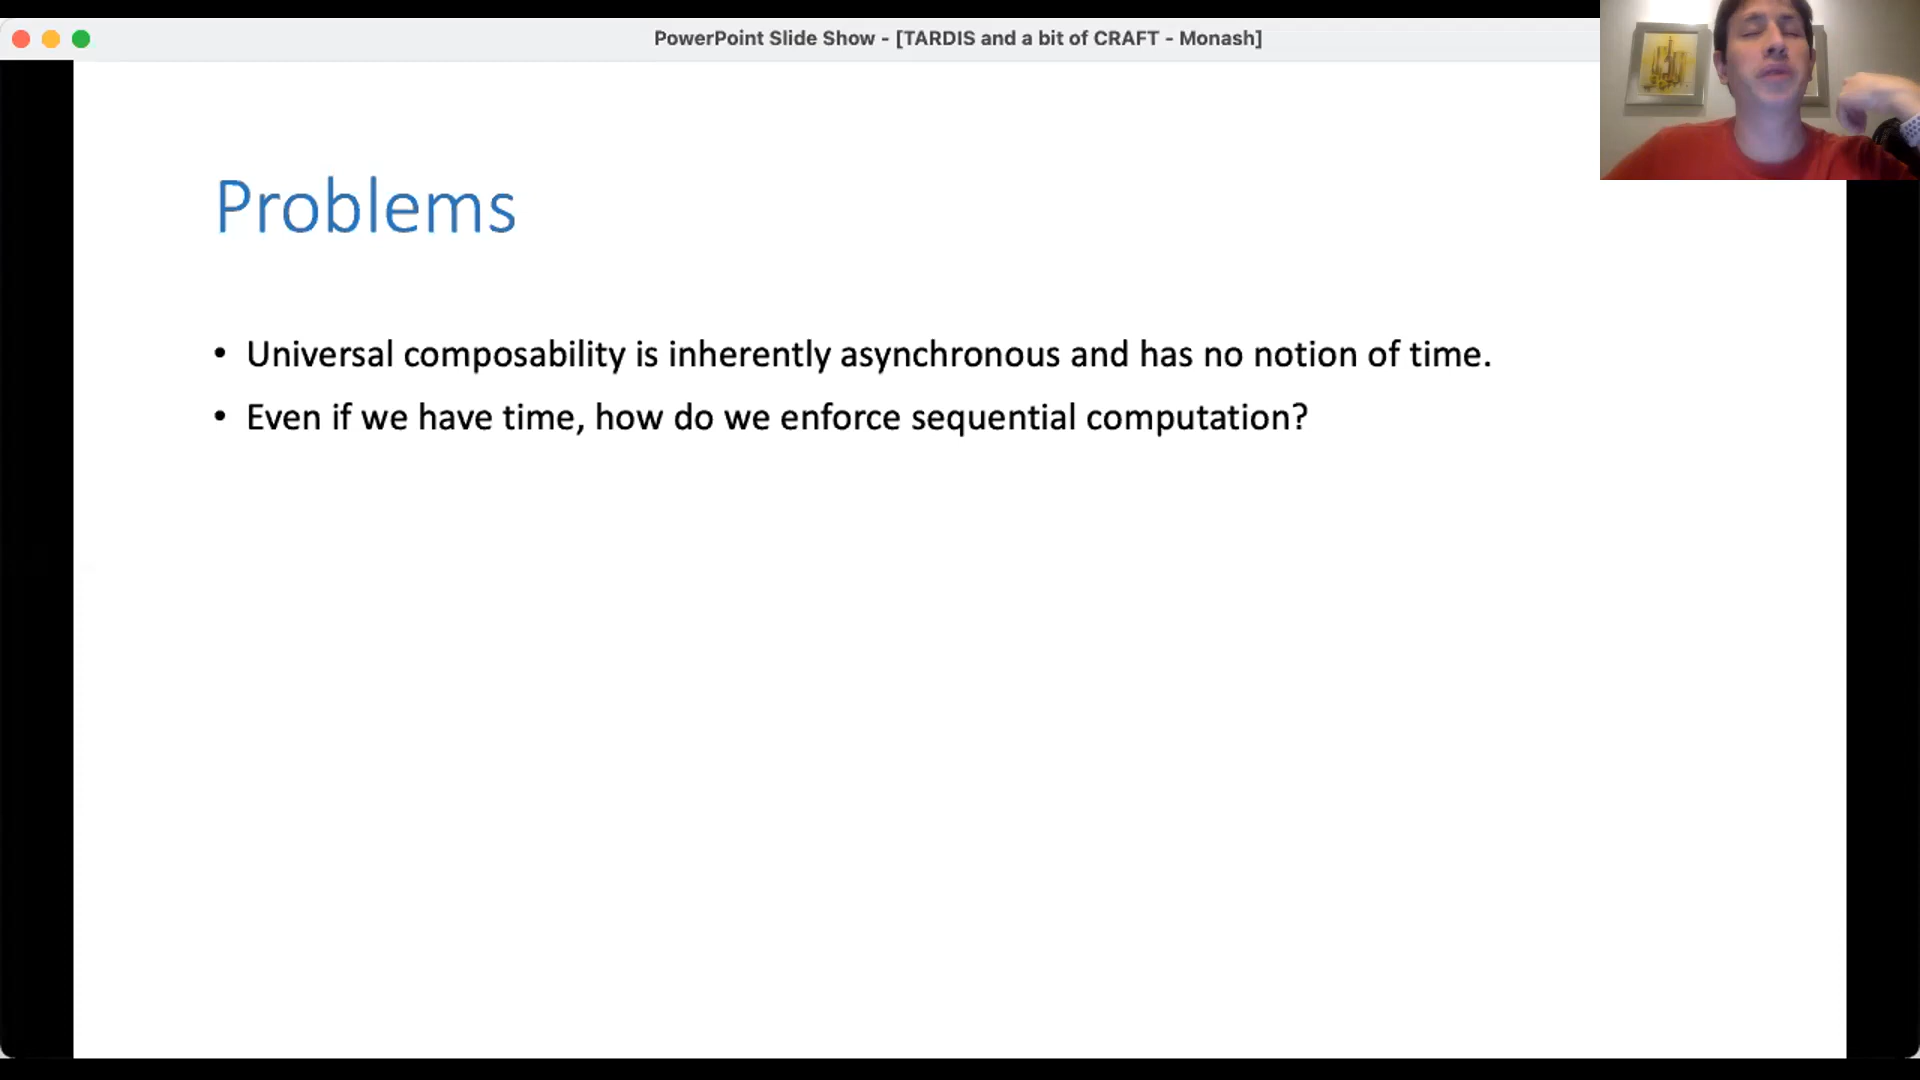 PowerPoint Slide Show - [TARDIS and a bit of CRAFT - Monash]
Problems
• Universal composability is inherently asynchronous and has no notion of time.
• Even if we have time, how do we enforce sequential computation?